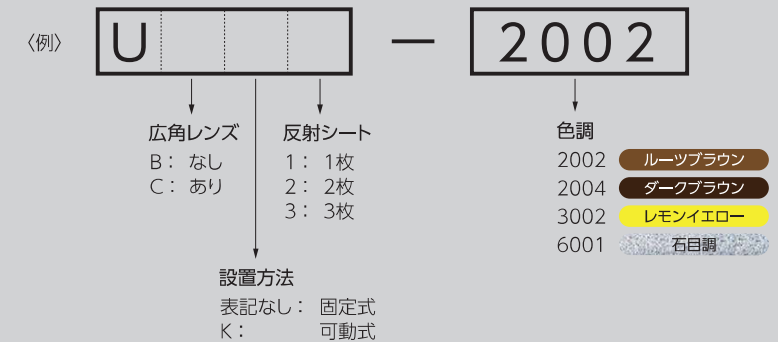 〈例〉 U — 2002
広角レンズ
B： なし
C： あり
反射シート
1： 1枚
2： 2枚
3： 3枚
設置方法
表記なし： 固定式
K： 可動式
色調
2002 ルーツブラウン
2004 ダークブラウン
3002 レモンイエロー
6001 石目調